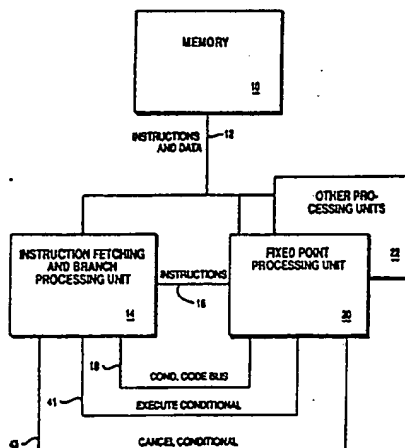 MEMORY
10
INSTRUCTIONS
AND DATA
12
OTHER PRO-
CESSING UNITS
22
INSTRUCTION FETCHING
AND BRANCH
PROCESSING UNIT
14
INSTRUCTIONS
16
FIXED POINT
PROCESSING UNIT
20
18
COND. CODE BUS
41
EXECUTE CONDITIONAL
43
CANCEL CONDITIONAL